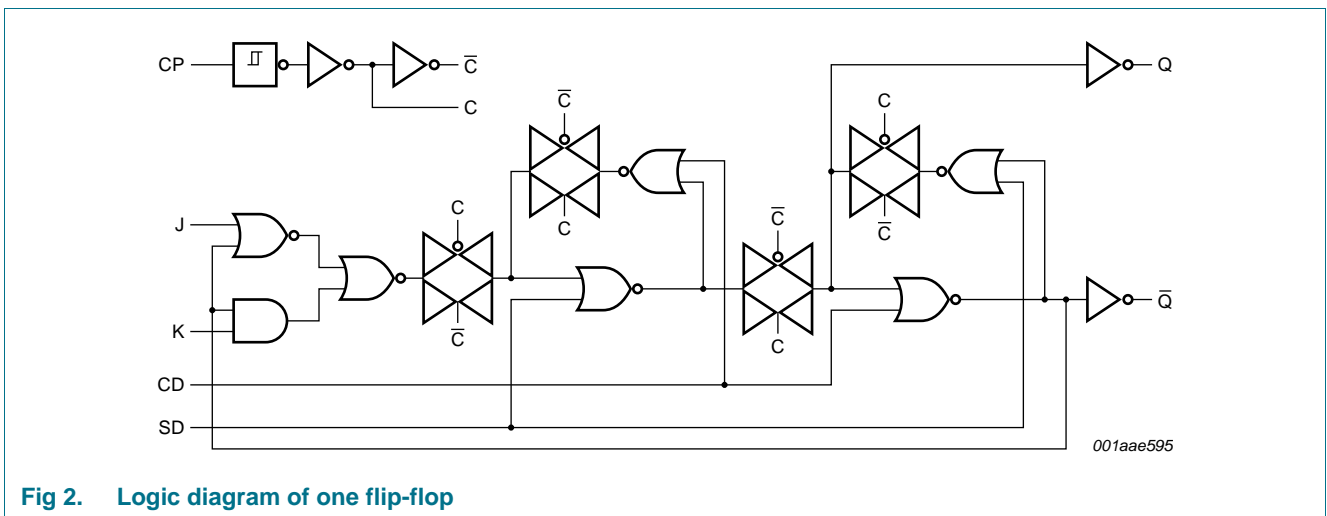 CP
C̅
C
C̅
C
C
C̅
C
C̅
C
C̅
Q
J
K
CD
SD
Q̅
001aae595
Fig 2. Logic diagram of one flip-flop